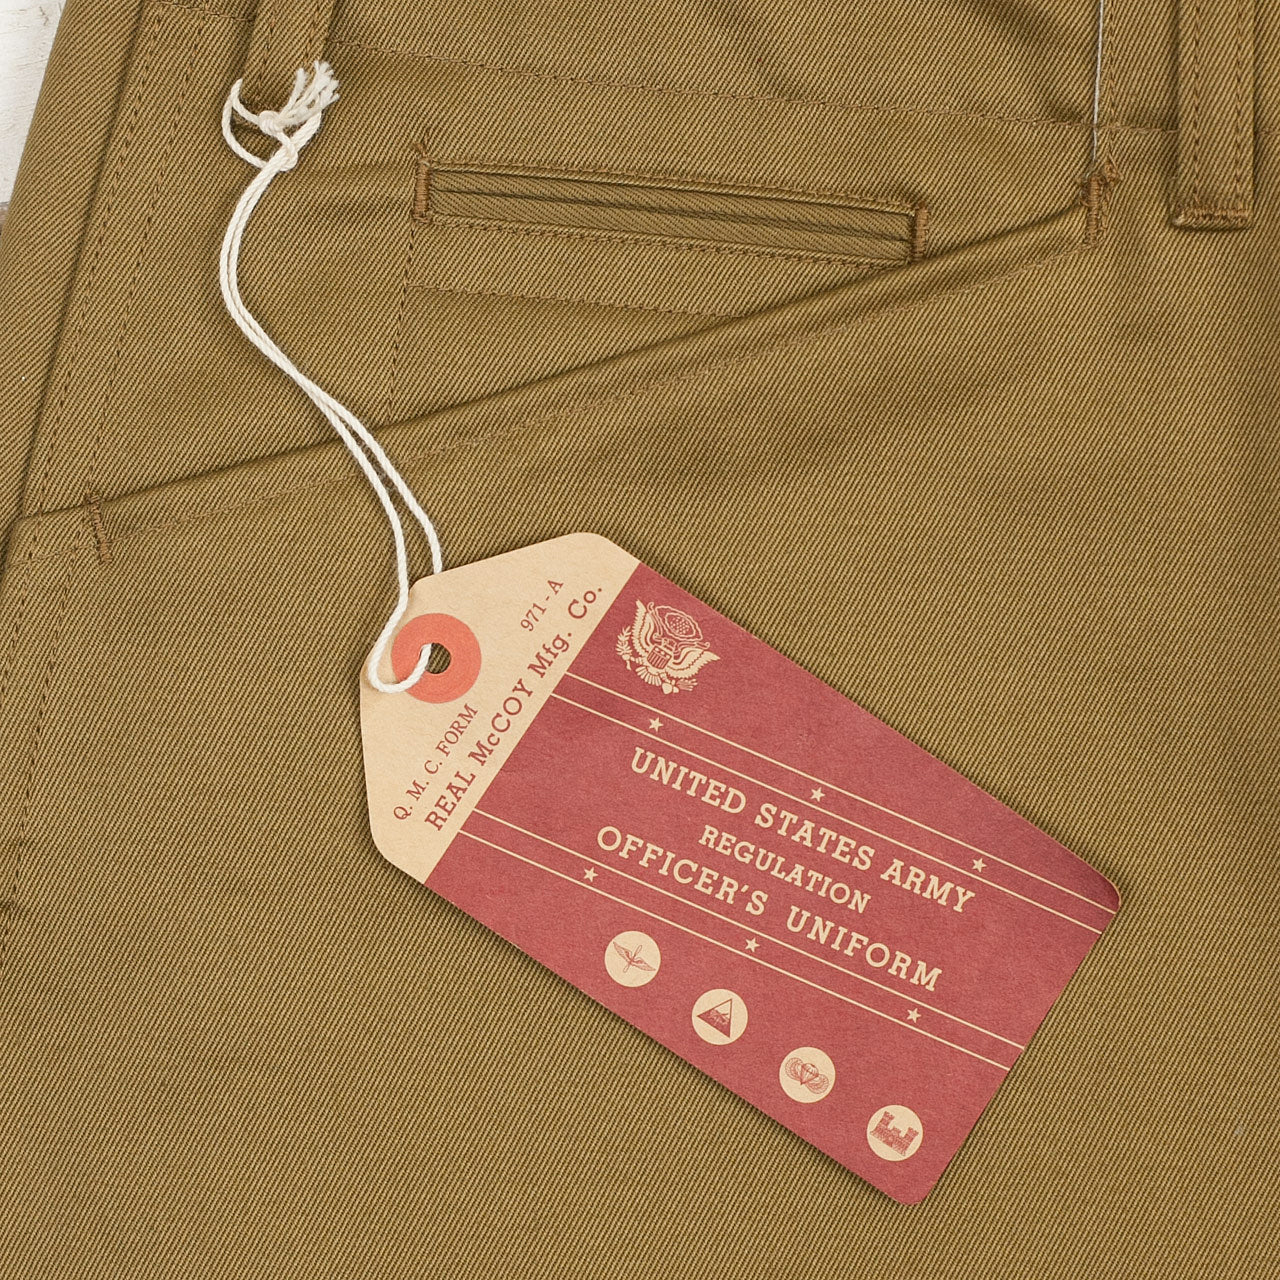 Q. M. C. FORM 971 - A
REAL McCOY Mfg. Co.
UNITED STATES ARMY
REGULATION
OFFICER'S UNIFORM